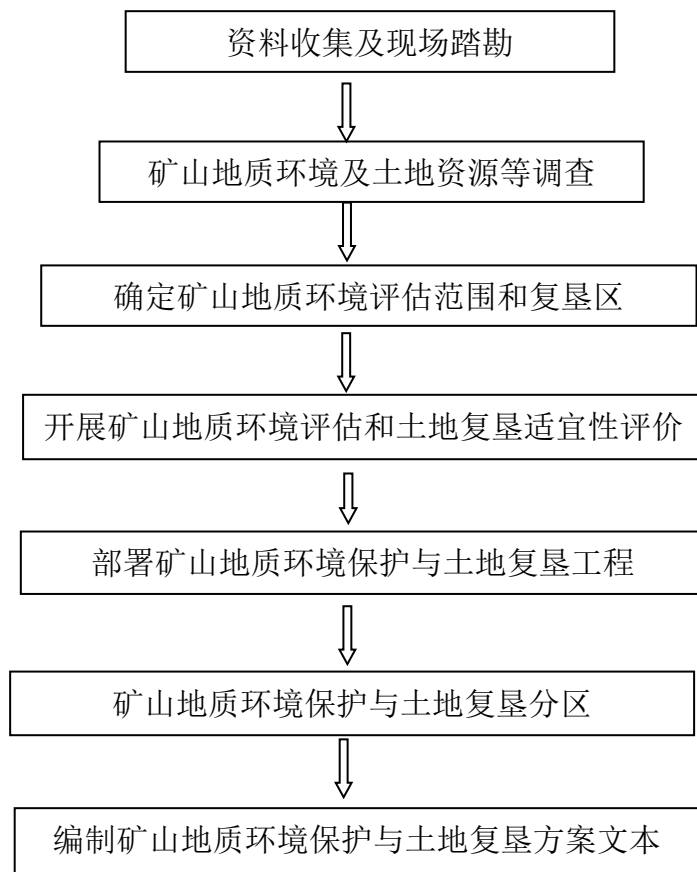 资料收集及现场踏勘
矿山地质环境及土地资源等调查
确定矿山地质环境评估范围和复垦区
开展矿山地质环境评估和土地复垦适宜性评价
部署矿山地质环境保护与土地复垦工程
矿山地质环境保护与土地复垦分区
编制矿山地质环境保护与土地复垦方案文本